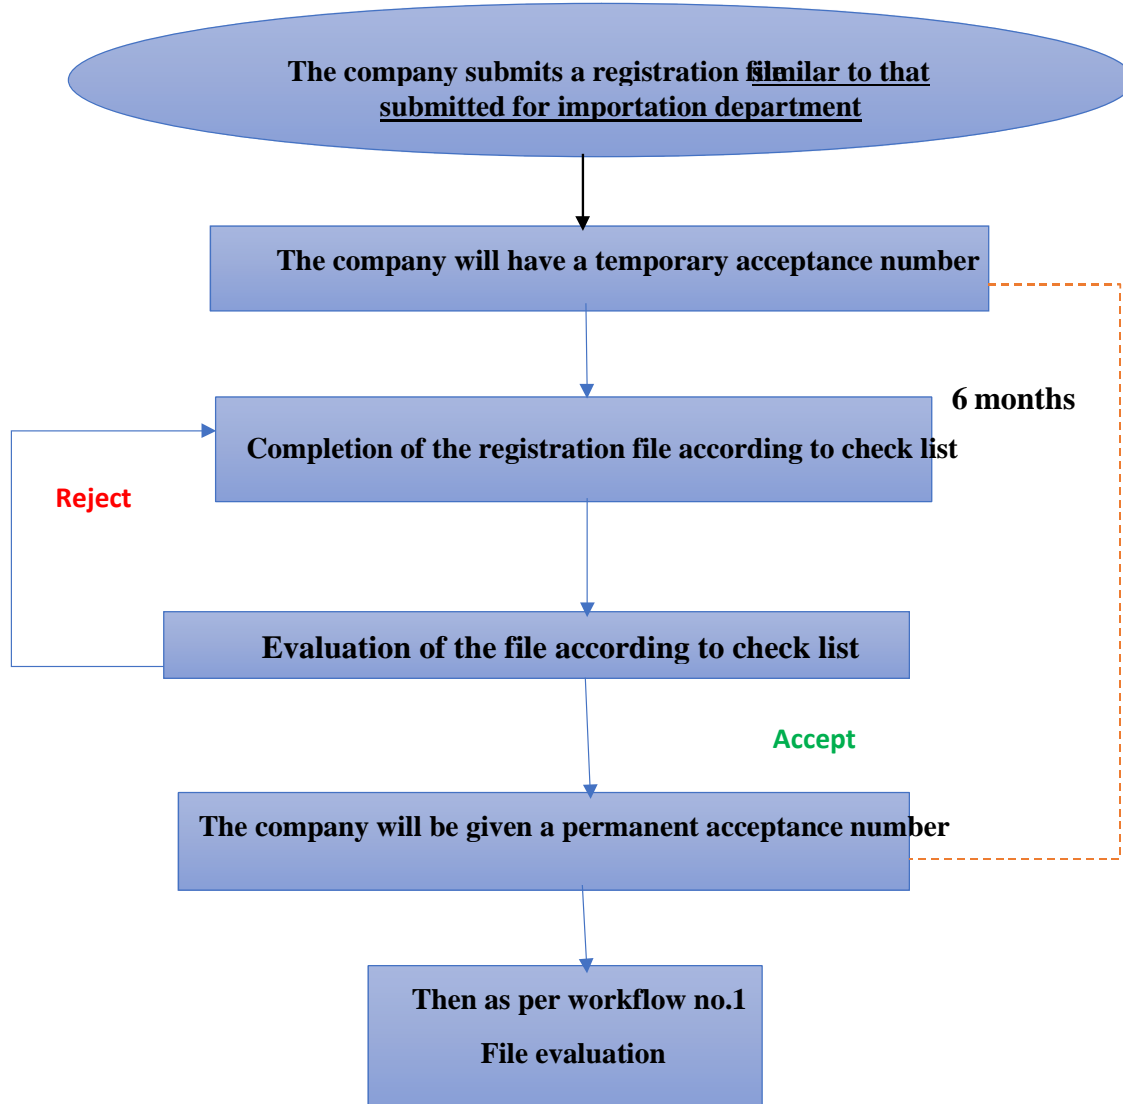 The company submits a registration file similar to that
submitted for importation department
The company will have a temporary acceptance number
6 months
Completion of the registration file according to check list
Reject
Evaluation of the file according to check list
Accept
The company will be given a permanent acceptance number
Then as per workflow no.1
File evaluation